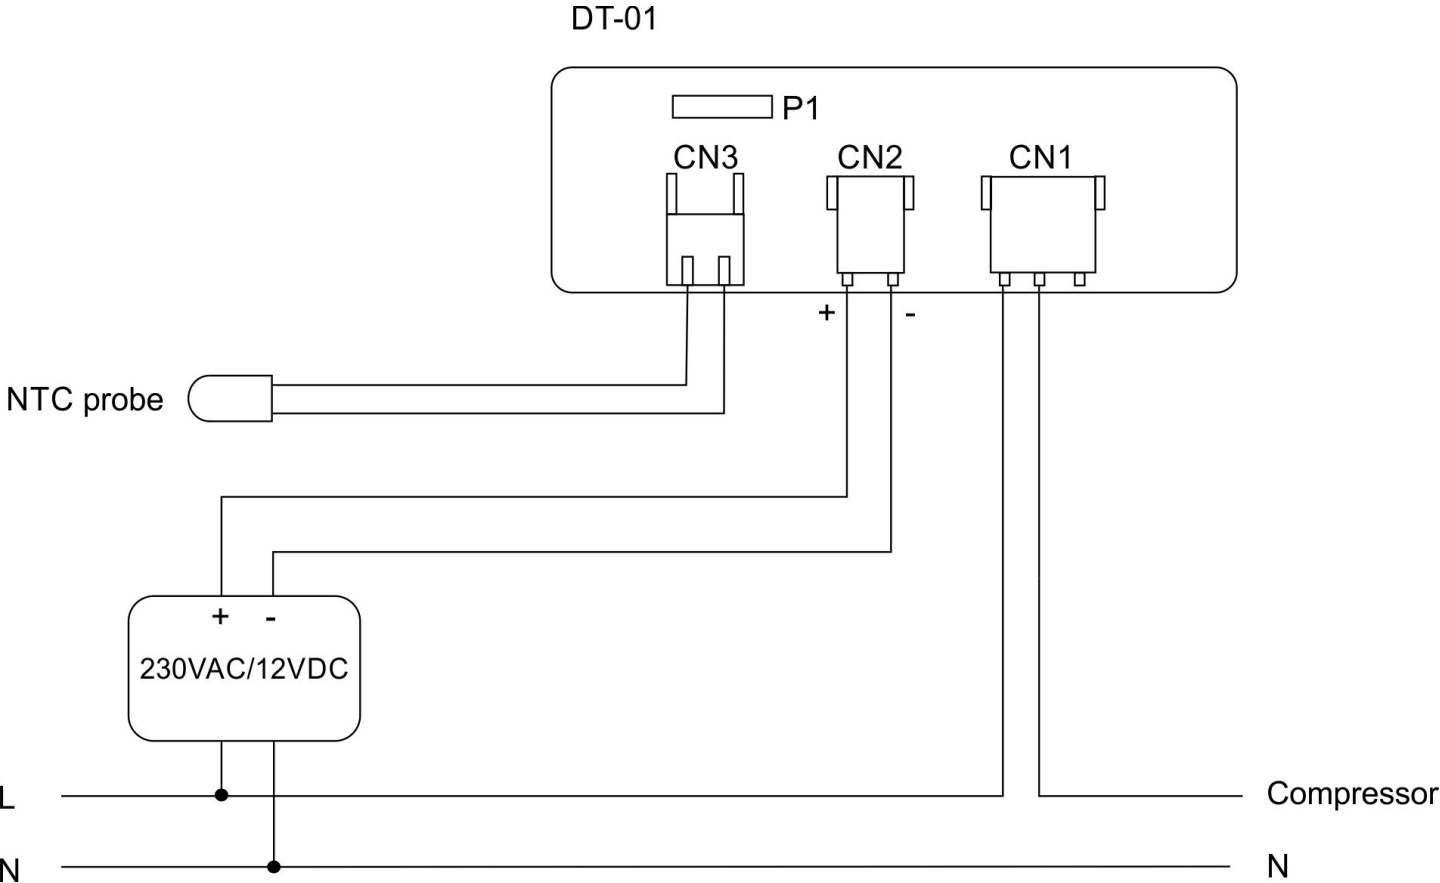 DT-01
P1
CN3 CN2 CN1
+ -
NTC probe
+ -
230VAC/12VDC
L Compressor
N N